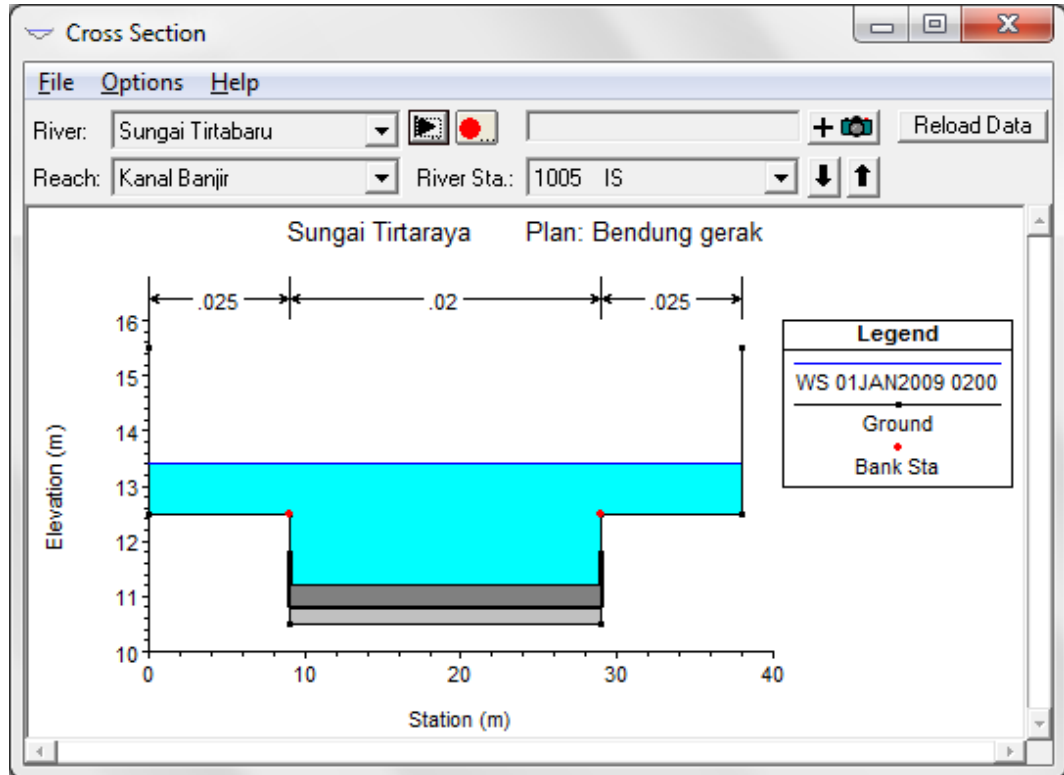 Cross Section
File Options Help
River: Sungai Tirtabaru Reload Data
Reach: Kanal Banjir River Sta.: 1005 IS
Sungai Tirtaraya Plan: Bendung gerak
.025 .02 .025
16
15
14
13
12
11
10
Elevation (m)
0 10 20 30 40
Station (m)
Legend
WS 01JAN2009 0200
Ground
Bank Sta